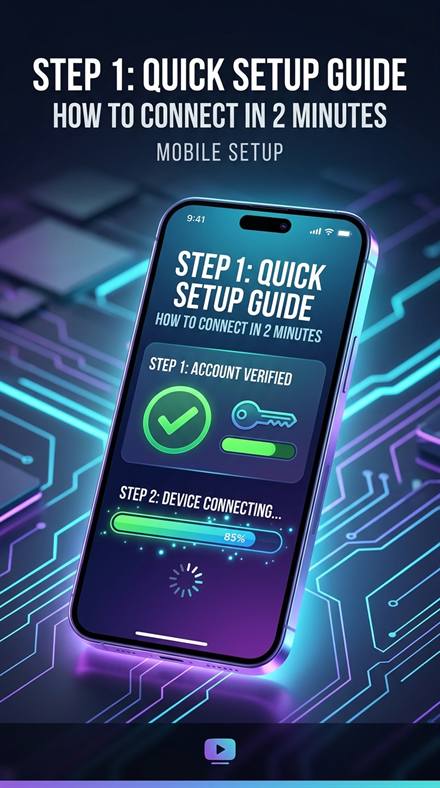 STEP 1: QUICK SETUP GUIDE
HOW TO CONNECT IN 2 MINUTES
MOBILE SETUP
9:41
STEP 1: QUICK
SETUP GUIDE
HOW TO CONNECT IN 2 MINUTES
STEP 1: ACCOUNT VERIFIED
STEP 2: DEVICE CONNECTING...
85%